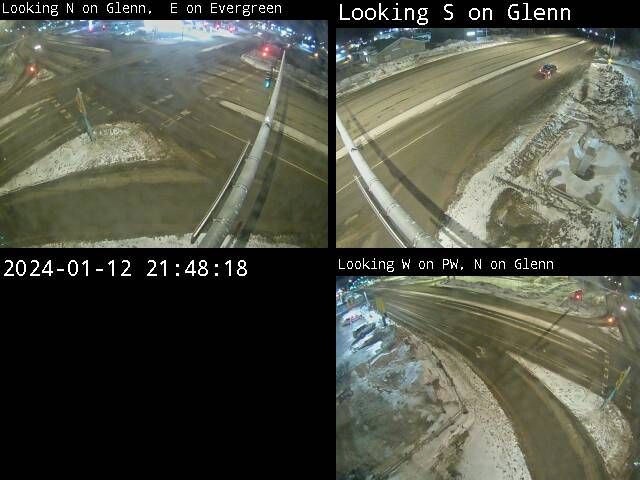 Looking N on Glenn,  E on Evergreen
Looking S on Glenn
2024-01-12 21:48:18
Looking W on PW, N on Glenn